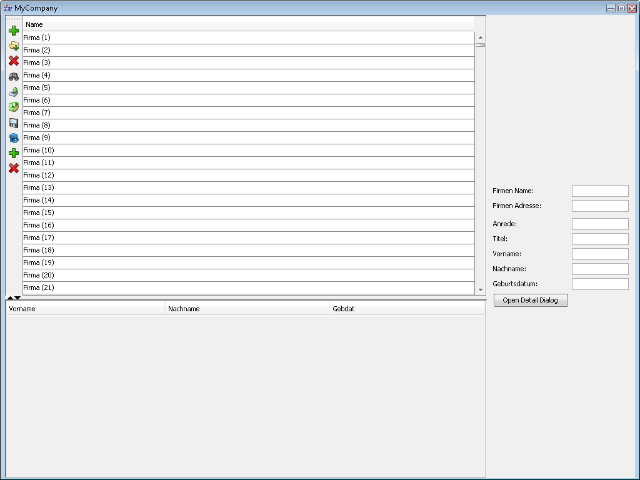 MyCompany
Name
Firma (1)
Firma (2)
Firma (3)
Firma (4)
Firma (5)
Firma (6)
Firma (7)
Firma (8)
Firma (9)
Firma (10)
Firma (11)
Firma (12)
Firma (13)
Firma (14)
Firma (15)
Firma (16)
Firma (17)
Firma (18)
Firma (19)
Firma (20)
Firma (21)
Vorname Nachname Gebdat
Firmen Name:
Firmen Adresse:
Anrede:
Titel:
Vorname:
Nachname:
Geburtsdatum:
Open Detail Dialog